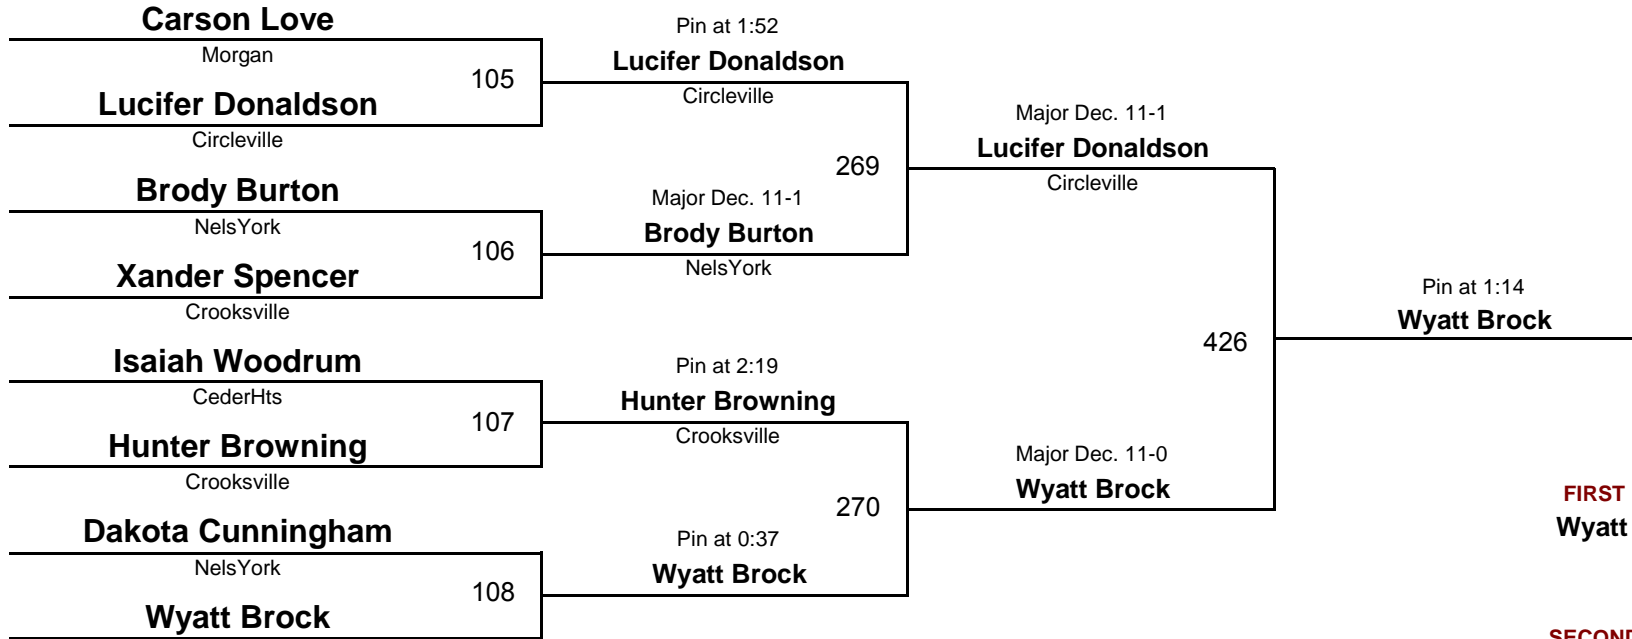 Carson Love
Morgan
105
Lucifer Donaldson
Circleville
Brody Burton
NelsYork
106
Xander Spencer
Crooksville
Isaiah Woodrum
CederHts
107
Hunter Browning
Crooksville
Dakota Cunningham
NelsYork
108
Wyatt Brock
Pin at 1:52
Lucifer Donaldson
Circleville
269
Major Dec. 11-1
Brody Burton
NelsYork
Pin at 2:19
Hunter Browning
Crooksville
270
Pin at 0:37
Wyatt Brock
Major Dec. 11-1
Lucifer Donaldson
Circleville
426
Major Dec. 11-0
Wyatt Brock
Pin at 1:14
Wyatt Brock
FIRST
Wyatt
SECOND